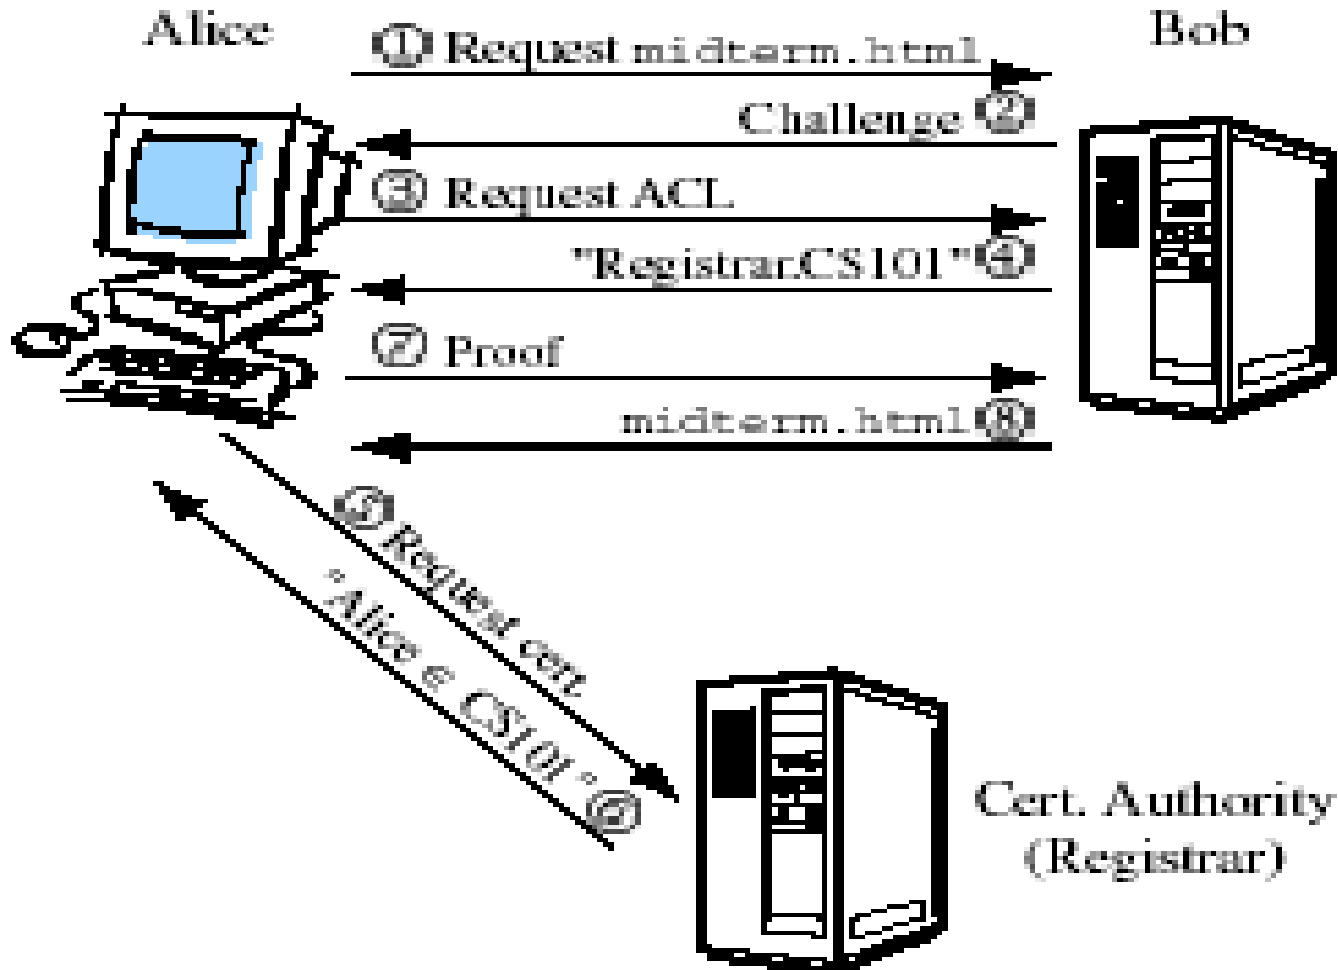 Alice
Bob
① Request midterm.html
Challenge ②
③ Request ACL
"Registrar.CS101" ④
⑦ Proof
midterm.html ⑧
⑤ Request cert.
"Alice ∈ CS101" ⑥
Cert. Authority
(Registrar)